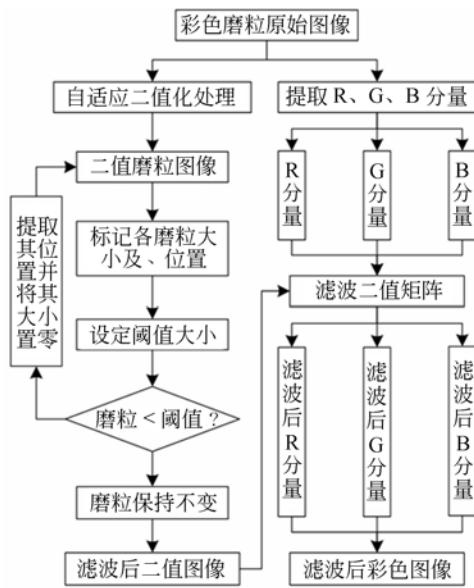 彩色磨粒原始图像
自适应二值化处理
提取 R、G、B 分量
二值磨粒图像
R分量
G分量
B分量
提取
其位
置并
将其
大小
置零
标记各磨粒大
小及、位置
滤波二值矩阵
设定阈值大小
磨粒 < 阈值？
滤波后R分量
滤波后G分量
滤波后B分量
磨粒保持不变
滤波后二值图像
滤波后彩色图像